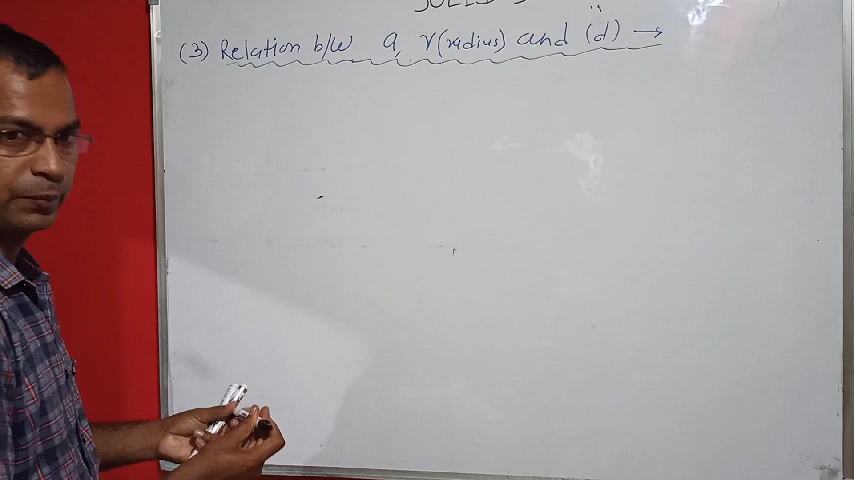 (3) Relation b/w a, r(radius) and (d) →